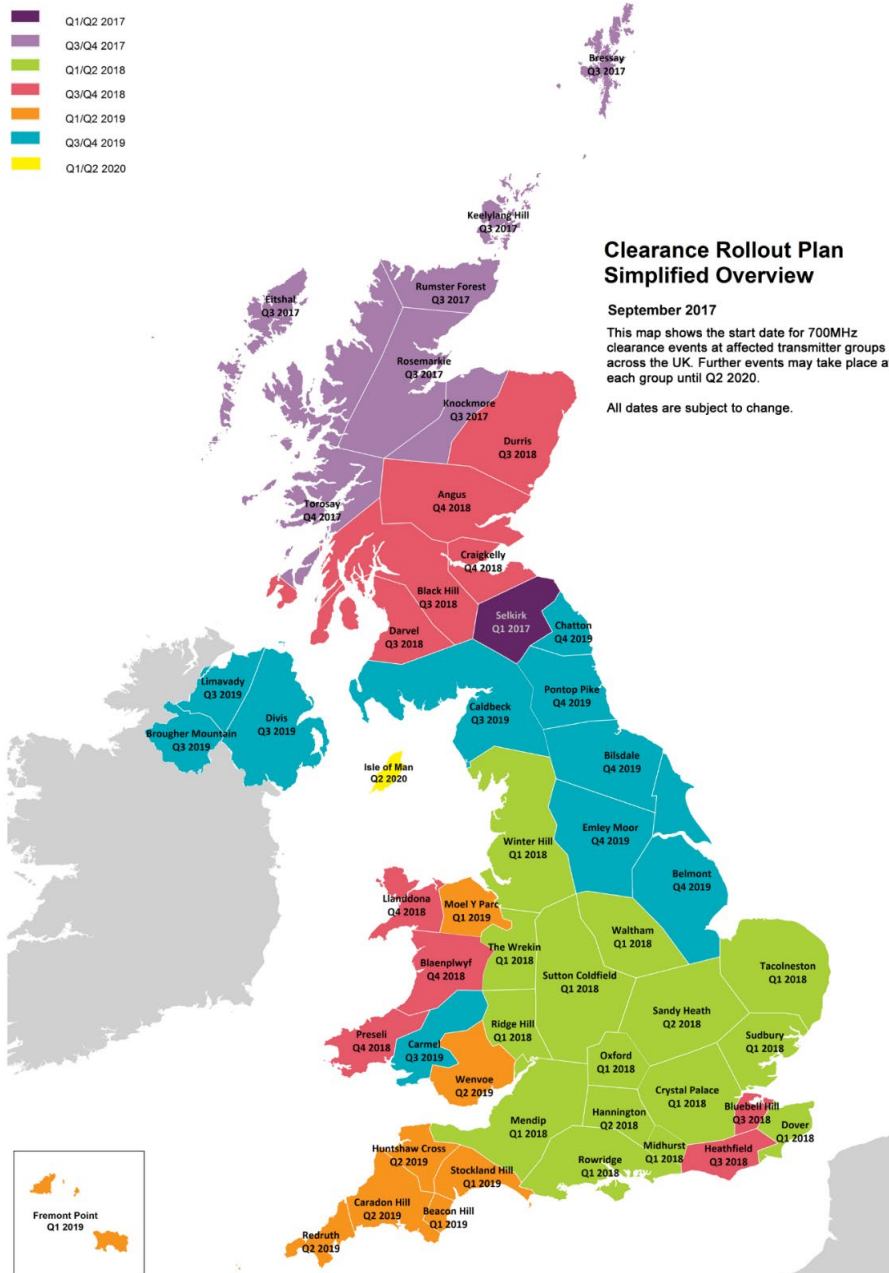 Q1/Q2 2017
Q3/Q4 2017
Q1/Q2 2018
Q3/Q4 2018
Q1/Q2 2019
Q3/Q4 2019
Q1/Q2 2020
Bressay
Q3 2017
Keelylang Hill
Q3 2017
Clearance Rollout Plan
Simplified Overview
September 2017
This map shows the start date for 700MHz
clearance events at affected transmitter groups
across the UK. Further events may take place a
each group until Q2 2020.
All dates are subject to change.
Rumster Forest
Q3 2017
Eitshal
Q3 2017
Rosemarkie
Q3 2017
Knockmore
Q3 2017
Durris
Q3 2018
Angus
Q4 2018
Torosay
Q4 2017
Craigkelly
Q4 2018
Black Hill
Q3 2018
Selkirk
Q1 2017
Chatton
Q4 2019
Darvel
Q3 2018
Limavady
Q3 2019
Pontop Pike
Q4 2019
Caldbeck
Q3 2019
Divis
Q3 2019
Brougher Mountain
Q3 2019
Bilsdale
Q4 2019
Isle of Man
Q2 2020
Emley Moor
Q4 2019
Winter Hill
Q1 2018
Belmont
Q4 2019
Llanddona
Q4 2018
Moel Y Parc
Q1 2019
Waltham
Q1 2018
The Wrekin
Q1 2018
Tacolneston
Q1 2018
Blaenplwyf
Q4 2018
Sutton Coldfield
Q1 2018
Sandy Heath
Q2 2018
Ridge Hill
Q1 2018
Sudbury
Q1 2018
Preseli
Q4 2018
Carmel
Q3 2019
Oxford
Q1 2018
Wenvoe
Q2 2019
Crystal Palace
Q1 2018
Bluebell Hill
Q3 2018
Hannington
Q2 2018
Mendip
Q1 2018
Dover
Q1 2018
Midhurst
Q1 2018
Heathfield
Q3 2018
Huntshaw Cross
Q2 2019
Rowridge
Q1 2018
Stockland Hill
Q1 2019
Caradon Hill
Q2 2019
Beacon Hill
Q1 2019
Redruth
Q2 2019
Fremont Point
Q1 2019